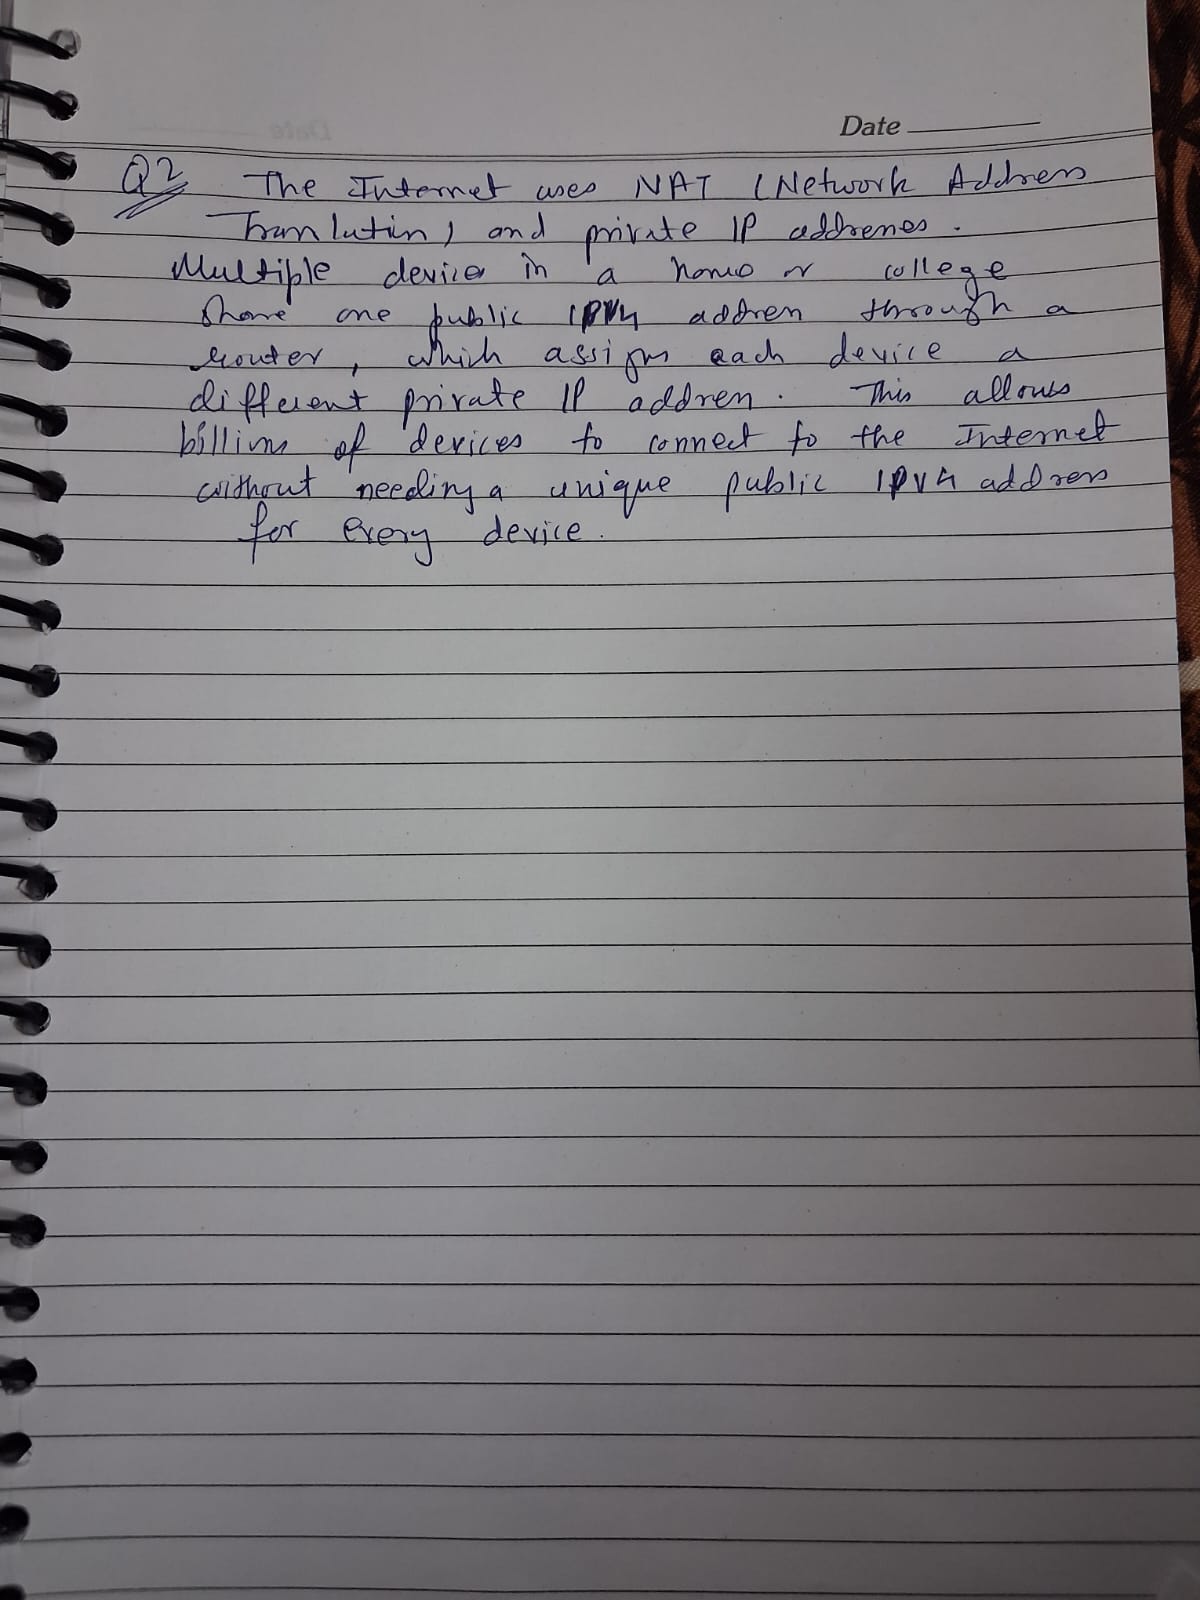 Date
Q2 The Internet uses NAT (Network Address
Translation) and private IP addresses.
Multiple devices in a home or college
share one public IPv4 address through a
router, which assigns each device a
different private IP address. This allows
billions of devices to connect to the Internet
without needing a unique public IPv4 address
for every device.